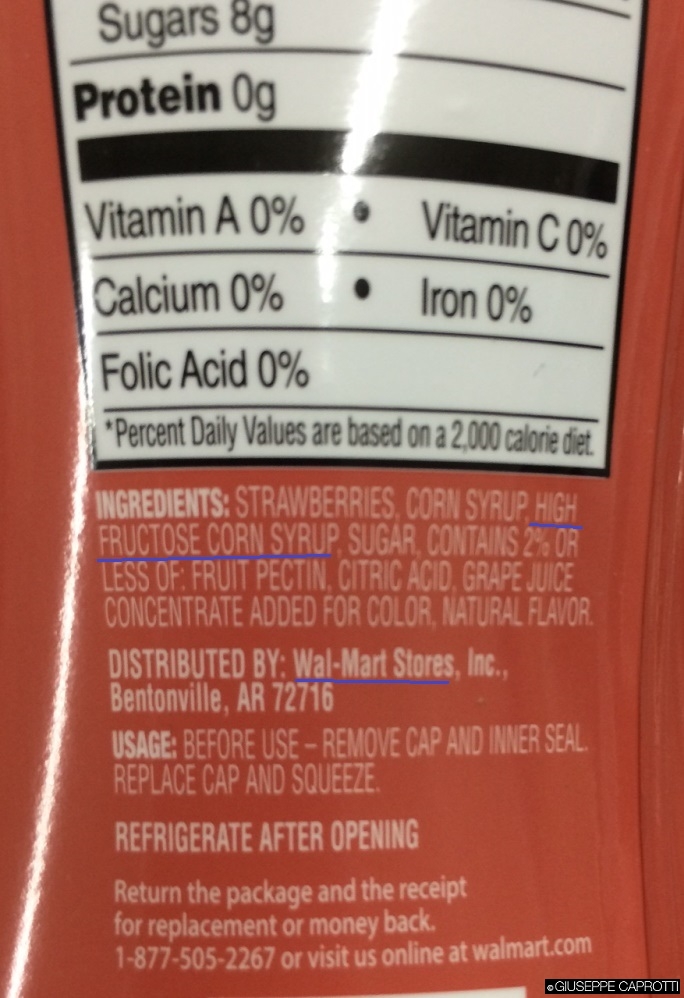 Sugars 8g
Protein 0g
Vitamin A 0% • Vitamin C 0%
Calcium 0% • Iron 0%
Folic Acid 0%
*Percent Daily Values are based on a 2,000 calorie diet.
INGREDIENTS: STRAWBERRIES, CORN SYRUP, HIGH
FRUCTOSE CORN SYRUP, SUGAR, CONTAINS 2% OR
LESS OF: FRUIT PECTIN, CITRIC ACID, GRAPE JUICE
CONCENTRATE ADDED FOR COLOR, NATURAL FLAVOR.
DISTRIBUTED BY: Wal-Mart Stores, Inc.,
Bentonville, AR 72716
USAGE: BEFORE USE – REMOVE CAP AND INNER SEAL.
REPLACE CAP AND SQUEEZE.
REFRIGERATE AFTER OPENING
Return the package and the receipt
for replacement or money back.
1-877-505-2267 or visit us online at walmart.com
©GIUSEPPE CAPROTTI